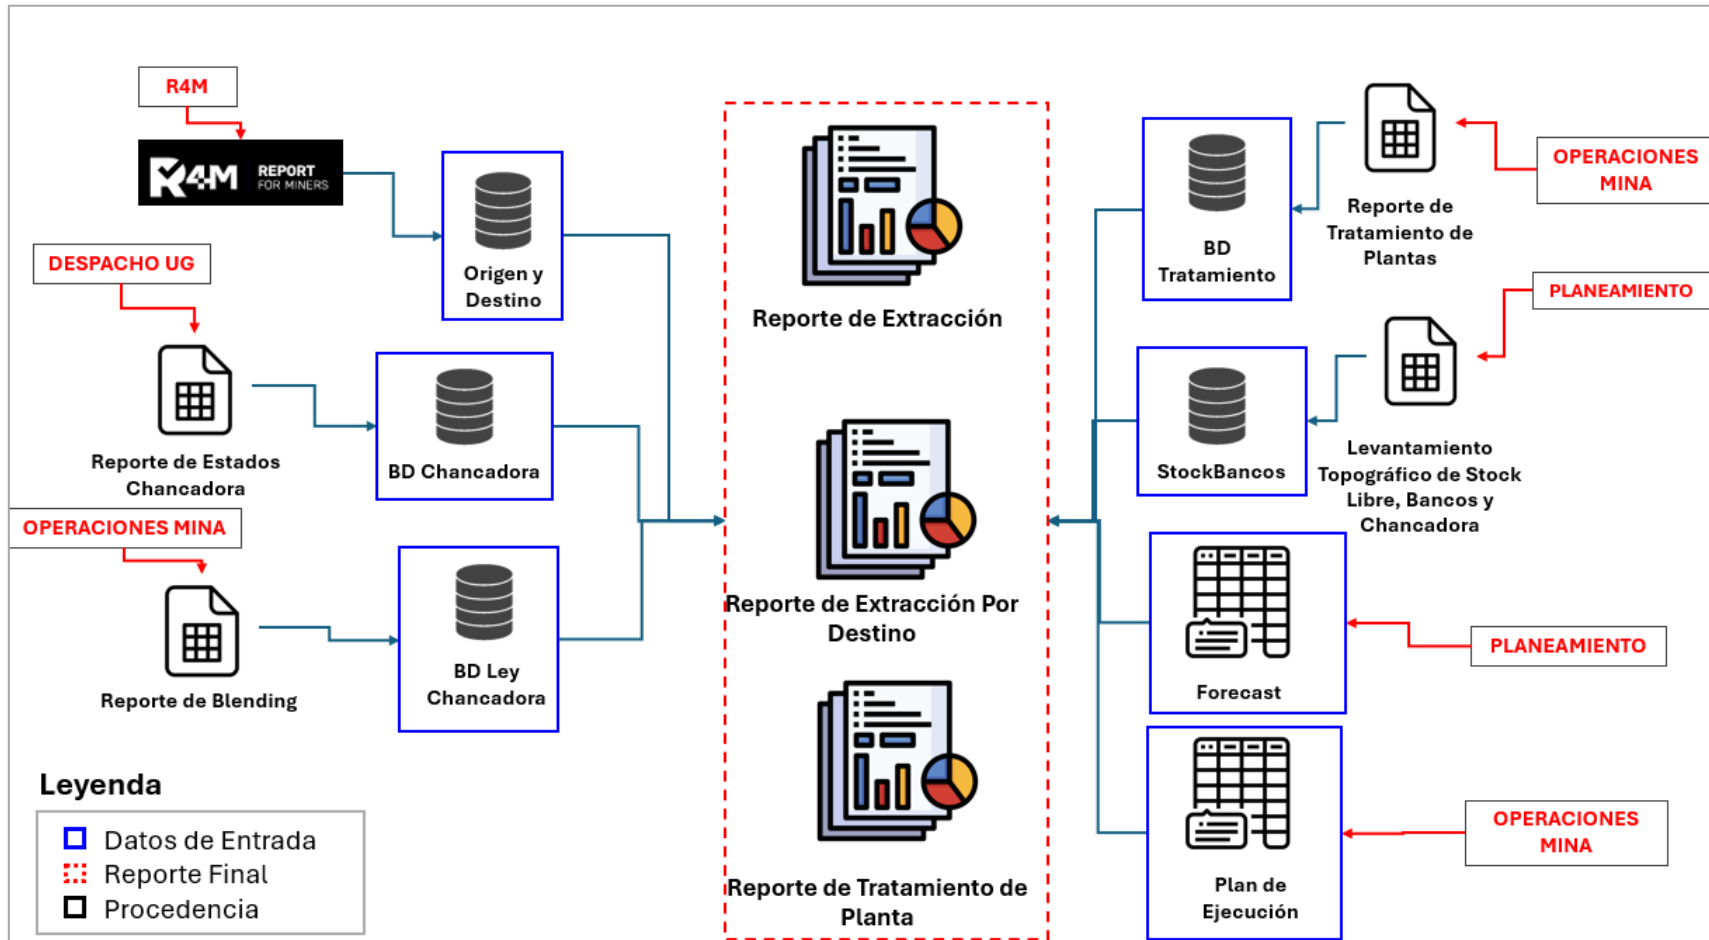 R4M
R4M REPORT
FOR MINERS
DESPACHO UG
Origen y
Destino
Reporte de Estados
Chancadora
BD Chancadora
OPERACIONES MINA
Reporte de Blending
BD Ley
Chancadora
Leyenda
Datos de Entrada
Reporte Final
Procedencia
Reporte de Extracción
Reporte de Extracción Por
Destino
Reporte de Tratamiento de
Planta
BD
Tratamiento
Reporte de
Tratamiento de
Plantas
OPERACIONES
MINA
PLANEAMIENTO
StockBancos
Levantamiento
Topográfico de Stock
Libre, Bancos y
Chancadora
Forecast
PLANEAMIENTO
Plan de
Ejecución
OPERACIONES
MINA